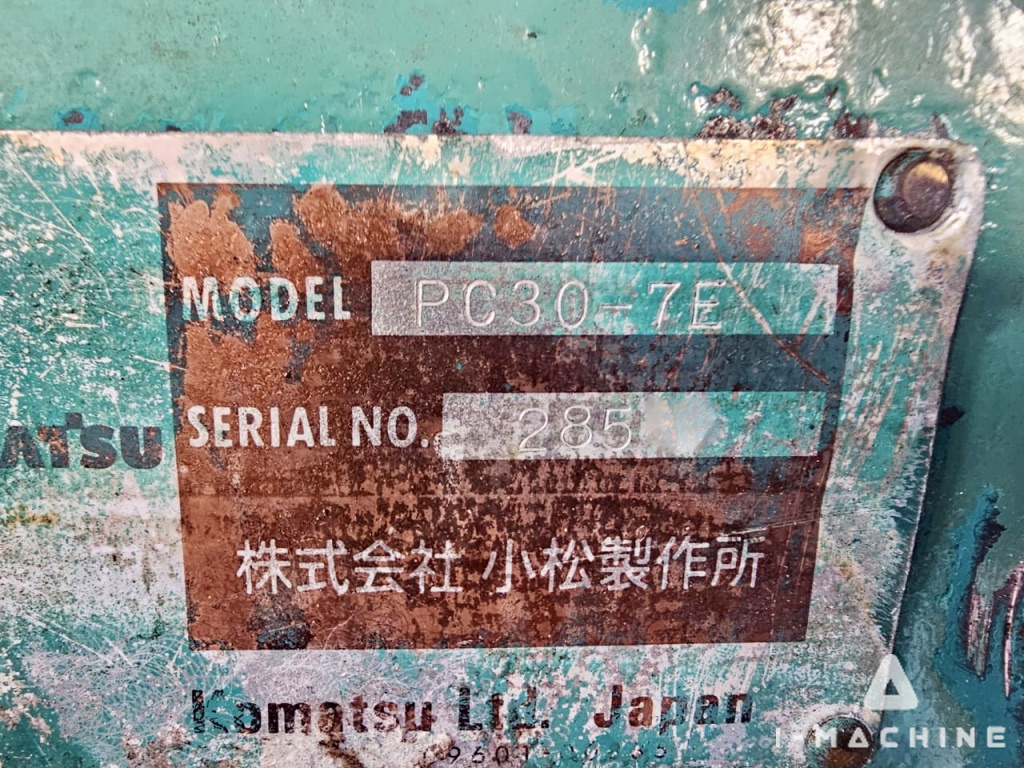 MODEL PC30-7E
SERIAL NO. 285
株式会社 小松製作所
Komatsu Ltd. Japan
I-MACHINE